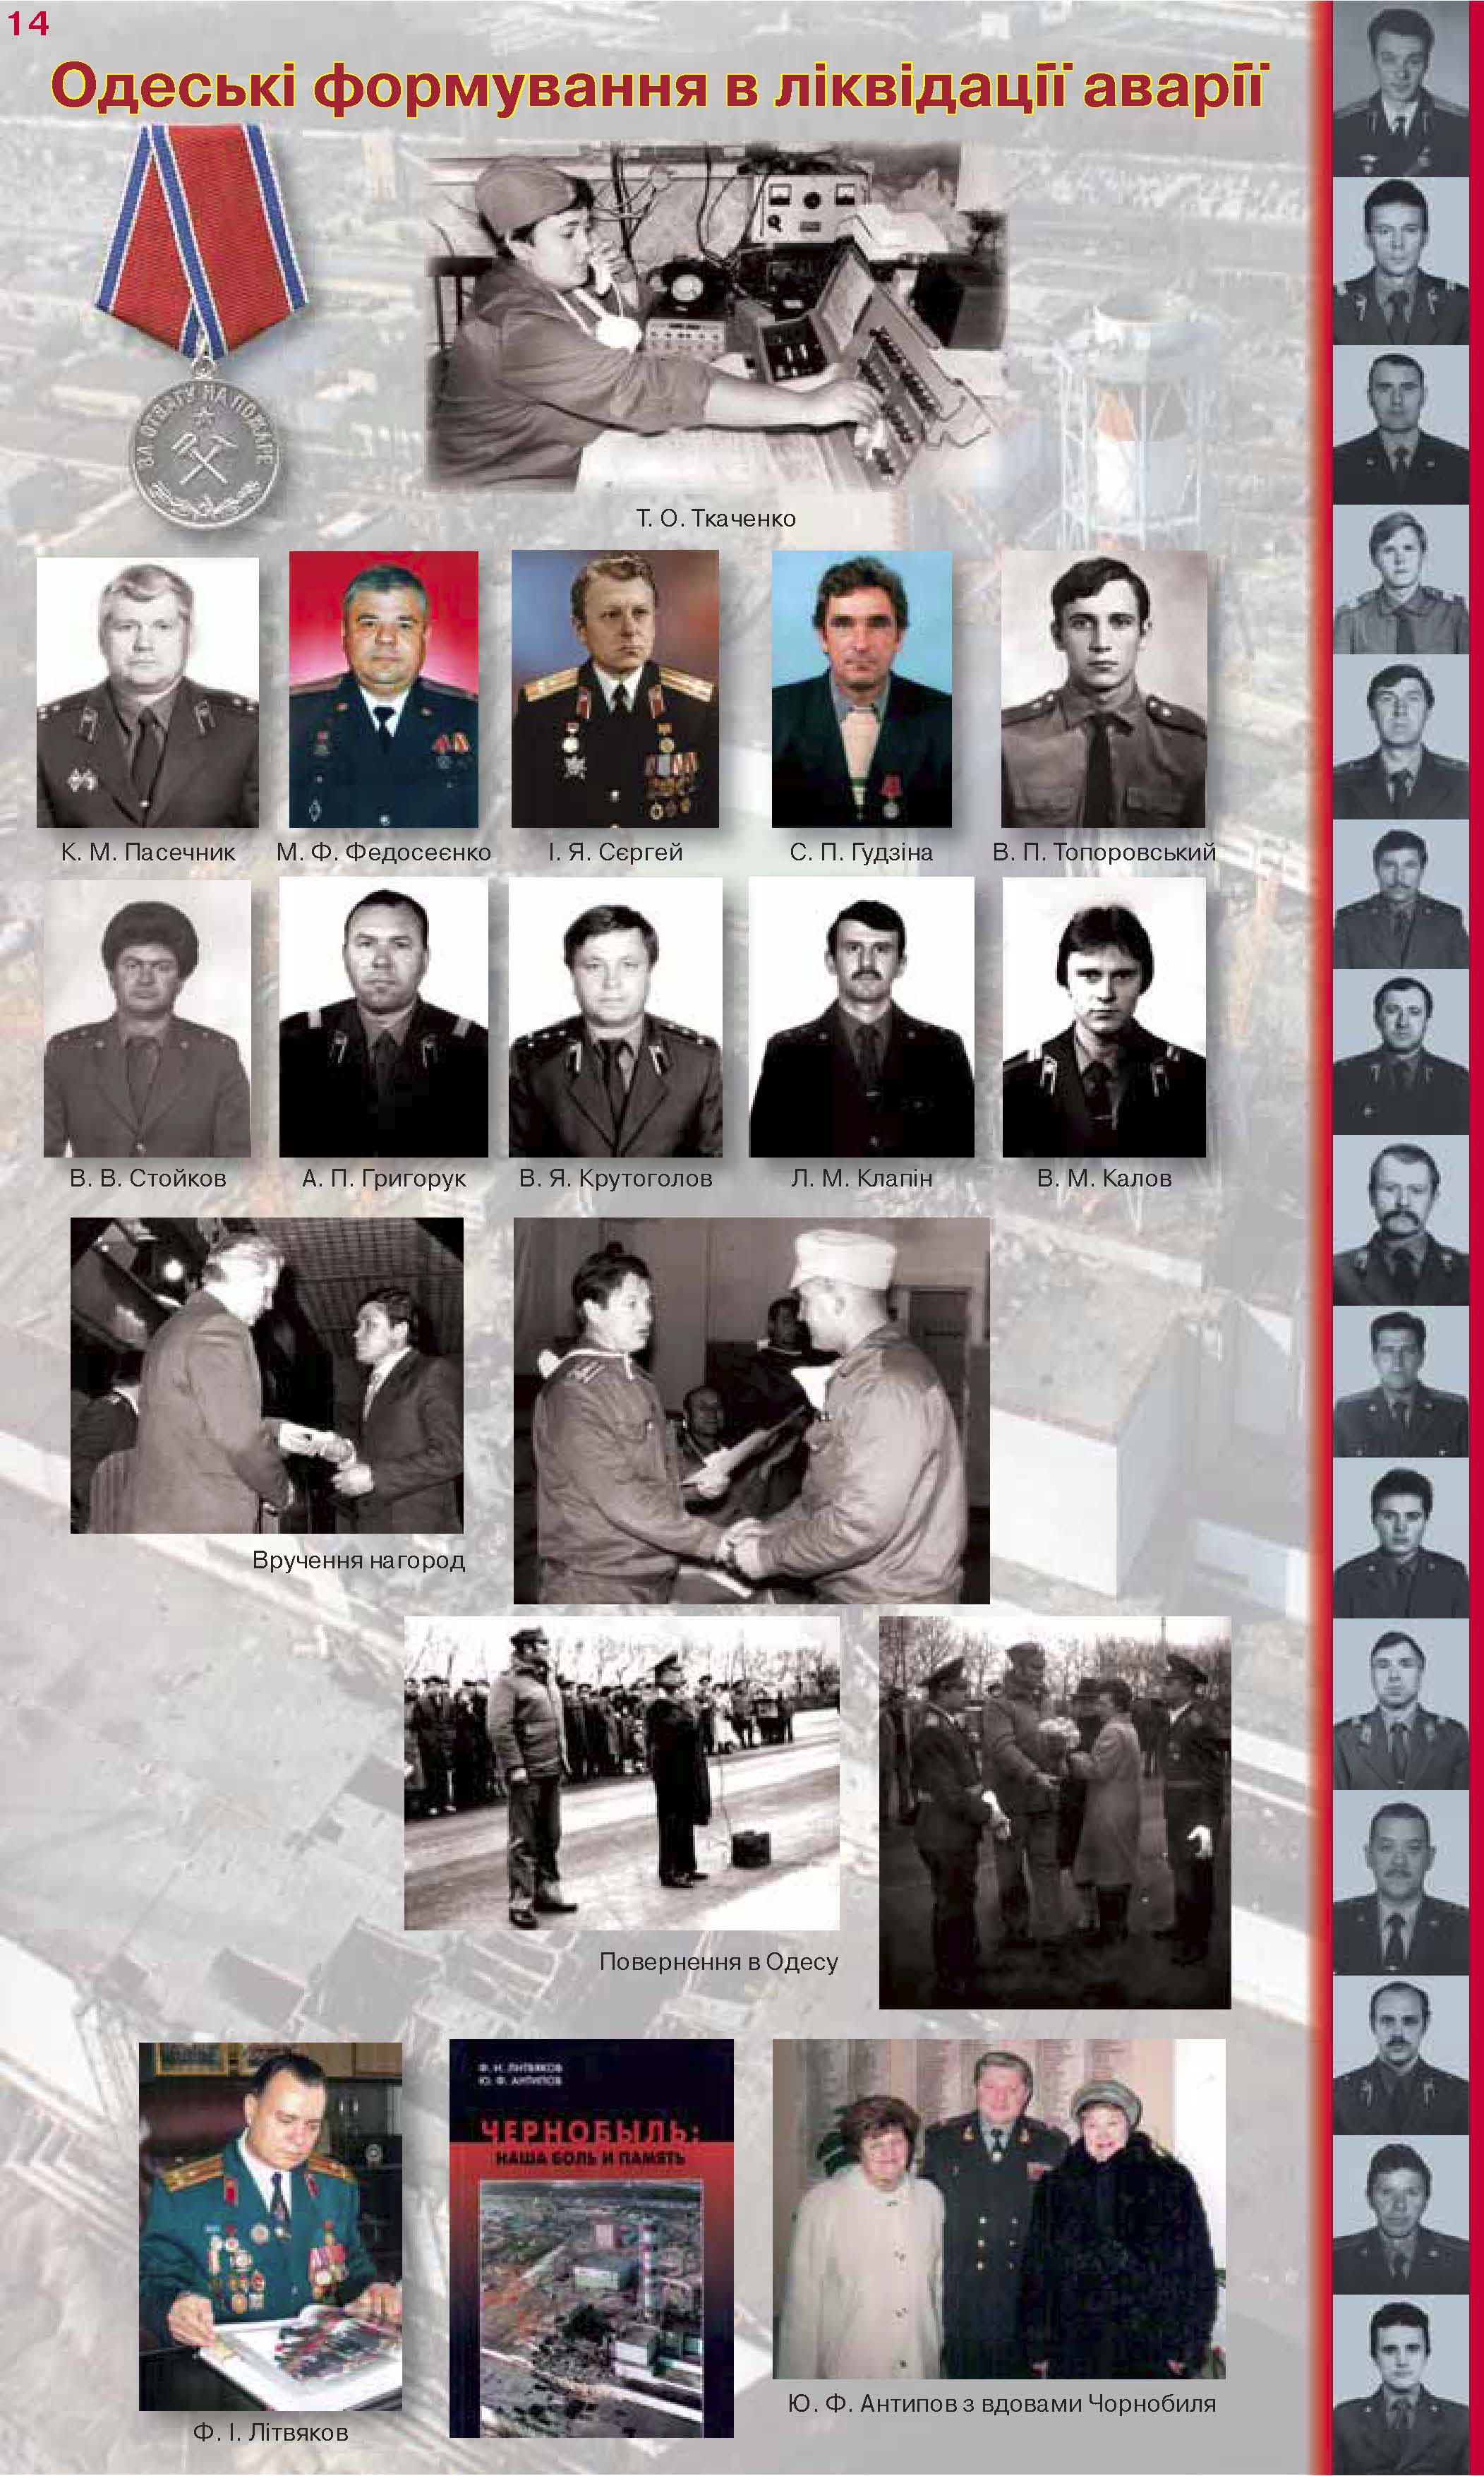 14
Одеські формування в ліквідації аварії
ЗА ОТВАГУ НА ПОЖАРЕ
Т. О. Ткаченко
К. М. Пасечник
М. Ф. Федосеєнко
І. Я. Сєргей
С. П. Гудзіна
В. П. Топоровський
В. В. Стойков
А. П. Григорук
В. Я. Крутоголов
Л. М. Клапін
В. М. Калов
Вручення нагород
Повернення в Одесу
Ф. И. ЛИТВЯКОВ
Ю. Ф. АНТИПОВ
ЧЕРНОБЫЛЬ:
НАША БОЛЬ И ПАМЯТЬ
Ю. Ф. Антипов з вдовами Чорнобиля
Ф. І. Літвяков